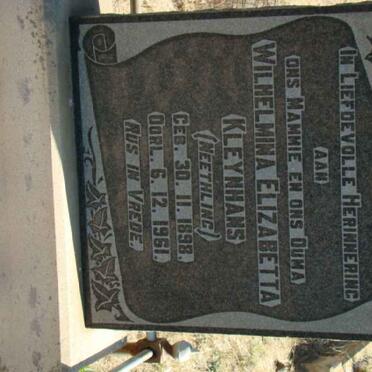 IN LIEFDEVOLLE HERINNERING
AAN
ONS MAMMIE EN ONS OUMA
WILHELMINA ELIZABETTA
KLEYNHANS
(NEETHLING)
GEB. 30. 11. 1898
OORL. 6. 12. 1961.
RUS IN VREDE.